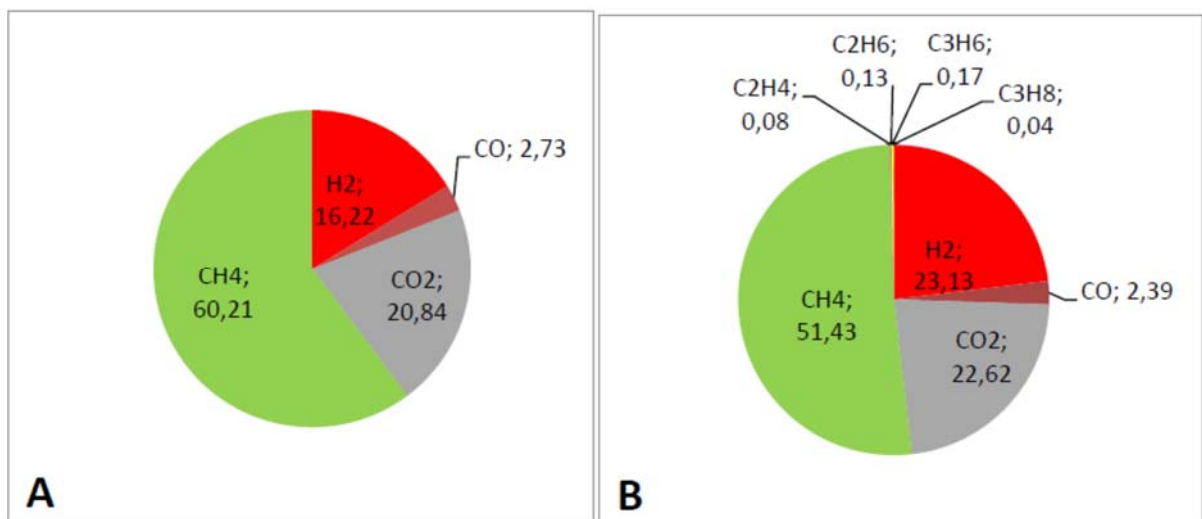 H2;
16,22
CO; 2,73
CO2;
20,84
CH4;
60,21
A
C2H4;
0,08
C2H6;
0,13
C3H6;
0,17
C3H8;
0,04
H2;
23,13
CO; 2,39
CO2;
22,62
CH4;
51,43
B